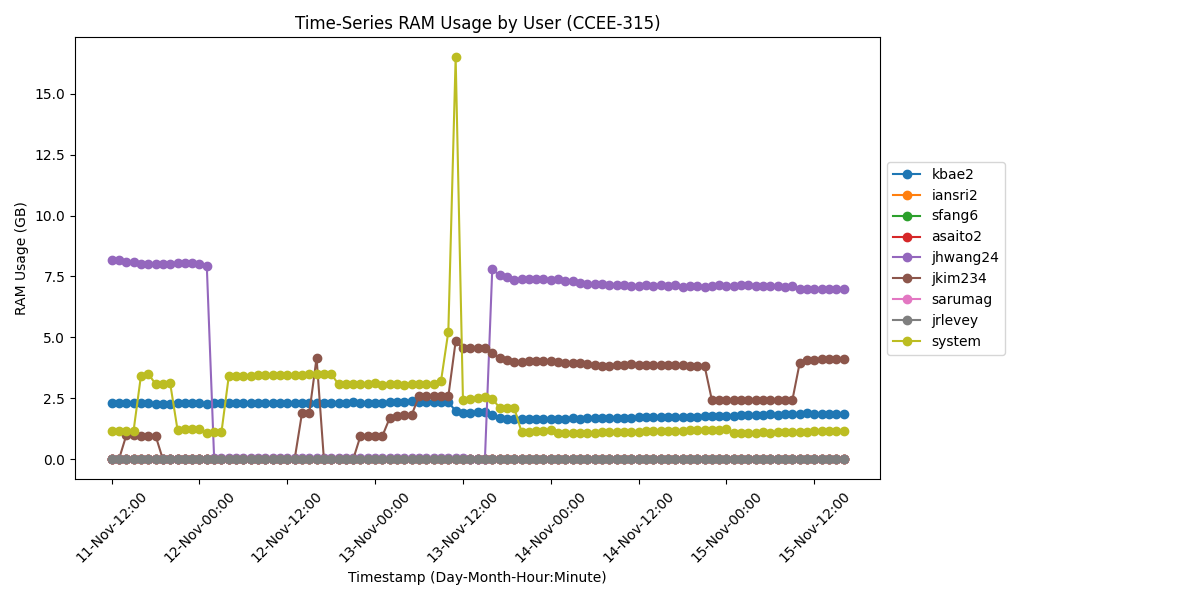 Time-Series RAM Usage by User (CCEE-315)
RAM Usage (GB)
15.0
12.5
10.0
7.5
5.0
2.5
0.0
11-Nov-12:00
12-Nov-00:00
12-Nov-12:00
13-Nov-00:00
13-Nov-12:00
14-Nov-00:00
14-Nov-12:00
15-Nov-00:00
15-Nov-12:00
Timestamp (Day-Month-Hour:Minute)
kbae2
iansri2
sfang6
asaito2
jhwang24
jkim234
sarumag
jrlevey
system